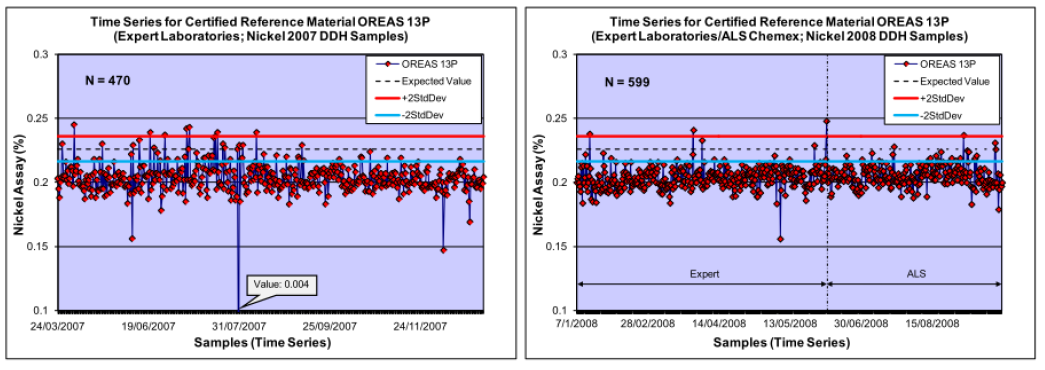 Time Series for Certified Reference Material OREAS 13P
(Expert Laboratories; Nickel 2007 DDH Samples)
0.3
0.25
0.2
0.15
0.1
Nickel Assay (%)
N = 470
OREAS 13P
Expected Value
+2StdDev
-2StdDev
Value: 0.004
24/03/2007
19/06/2007
31/07/2007
25/09/2007
24/11/2007
Samples (Time Series)
Time Series for Certified Reference Material OREAS 13P
(Expert Laboratories/ALS Chemex; Nickel 2008 DDH Samples)
0.3
0.25
0.2
0.15
0.1
Nickel Assay (%)
N = 599
OREAS 13P
Expected Value
+2StdDev
-2StdDev
Expert
ALS
7/1/2008
28/02/2008
14/04/2008
13/05/2008
30/06/2008
15/08/2008
Samples (Time Series)